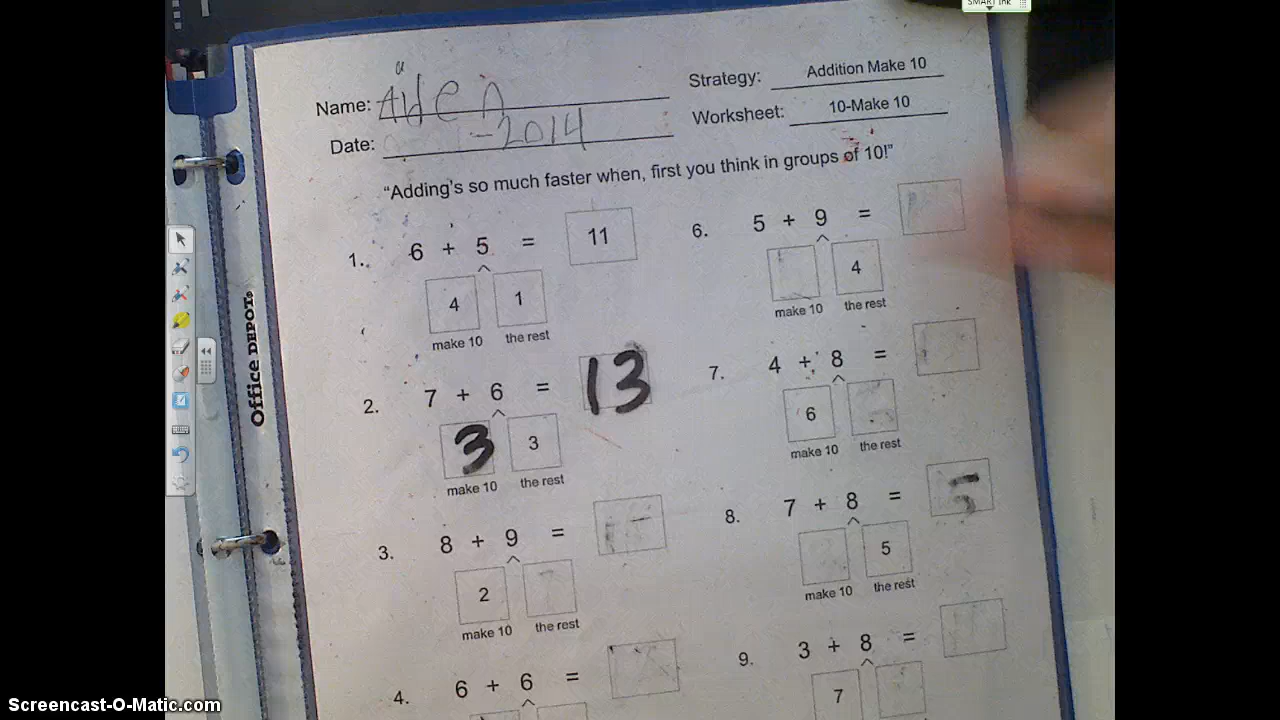 SMART Ink
Name: Aiden
Strategy: Addition Make 10
Date: -2014
Worksheet: 10-Make 10
"Adding's so much faster when, first you think in groups of 10!"
1. 6 + 5 = 11
4 1
make 10 the rest
2. 7 + 6 = 13
3 3
make 10 the rest
3. 8 + 9 =
2
make 10 the rest
4. 6 + 6 =
6. 5 + 9 =
4
make 10 the rest
7. 4 + 8 =
6
make 10 the rest
8. 7 + 8 = 5
5
make 10 the rest
9. 3 + 8 =
7
Office DEPOT
Screencast-O-Matic.com